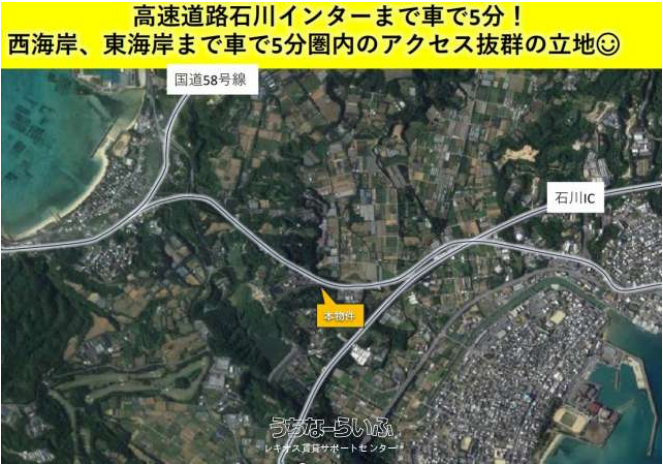 高速道路石川インターまで車で5分！
西海岸、東海岸まで車で5分圏内のアクセス抜群の立地☺
国道58号線
石川IC
本物件
うちなーらいふ
レキオス賃貸サポートセンター